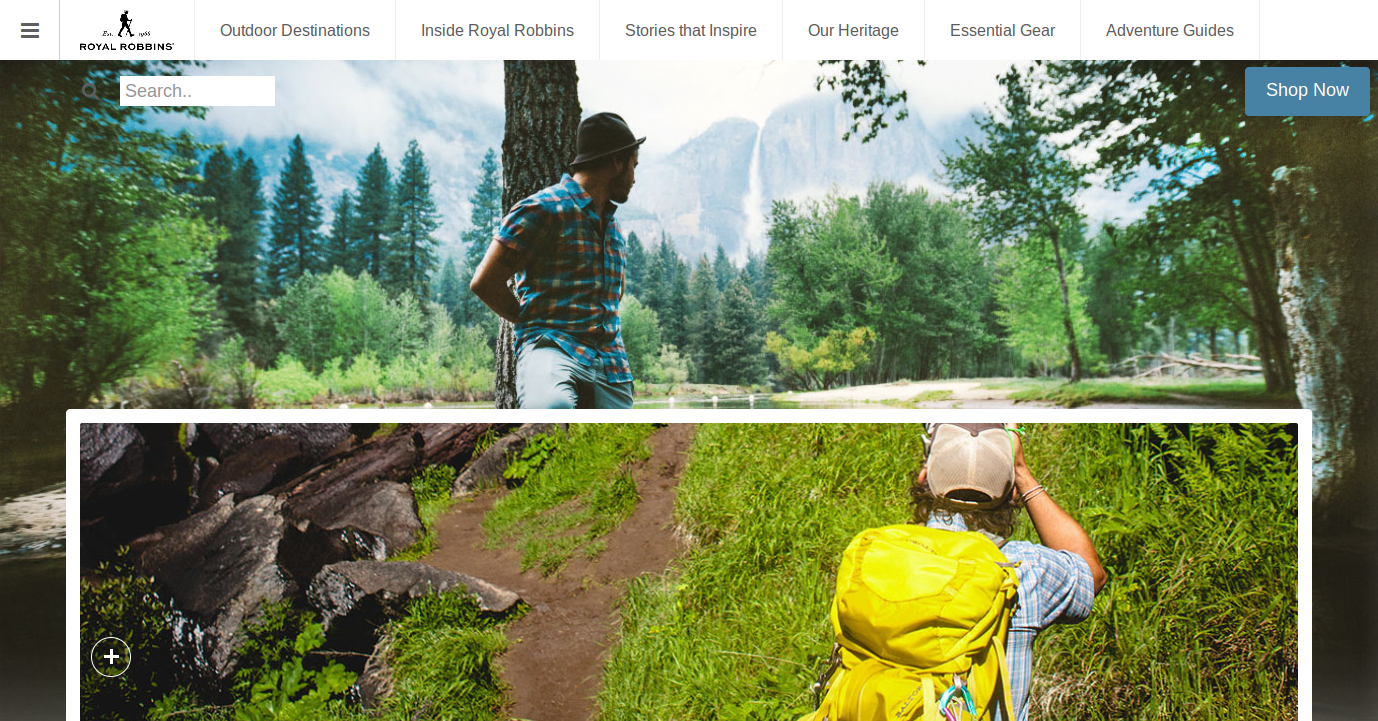 Est. 1966
ROYAL ROBBINS
Outdoor Destinations
Inside Royal Robbins
Stories that Inspire
Our Heritage
Essential Gear
Adventure Guides
Search..
Shop Now